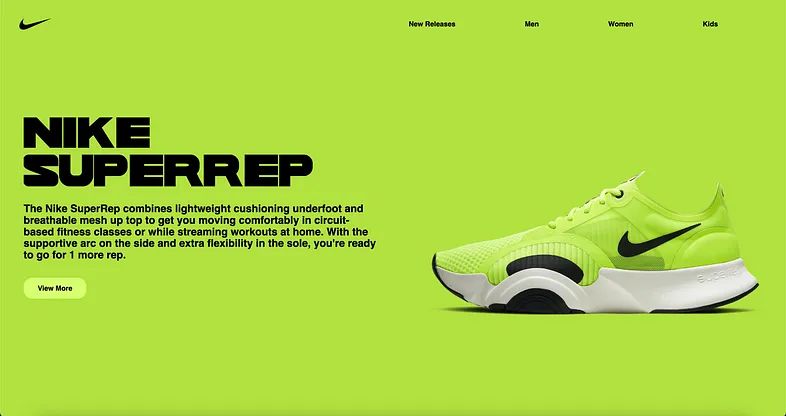 New Releases Men Women Kids
NIKE
SUPERREP
The Nike SuperRep combines lightweight cushioning underfoot and
breathable mesh up top to get you moving comfortably in circuit-
based fitness classes or while streaming workouts at home. With the
supportive arc on the side and extra flexibility in the sole, you're ready
to go for 1 more rep.
View More